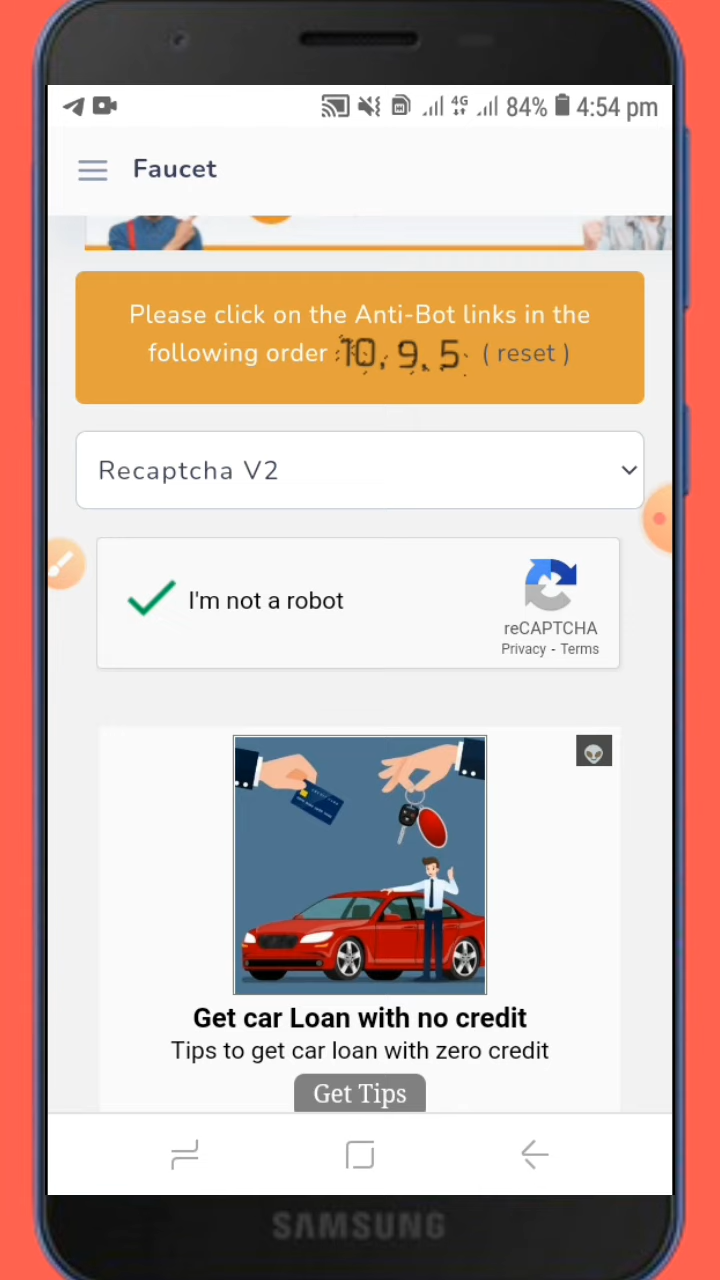 84% 4:54 pm
Faucet
Please click on the Anti-Bot links in the
following order 10, 9, 5 ( reset )
Recaptcha V2
I'm not a robot
reCAPTCHA
Privacy - Terms
Get car Loan with no credit
Tips to get car loan with zero credit
Get Tips
SAMSUNG